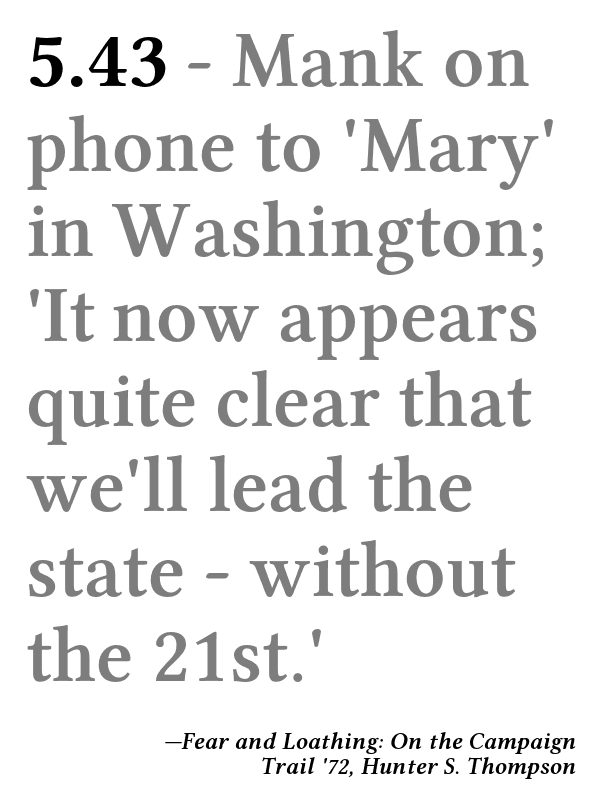 5.43 - Mank on
phone to 'Mary'
in Washington;
'It now appears
quite clear that
we'll lead the
state - without
the 21st.'
—Fear and Loathing: On the Campaign
Trail '72, Hunter S. Thompson